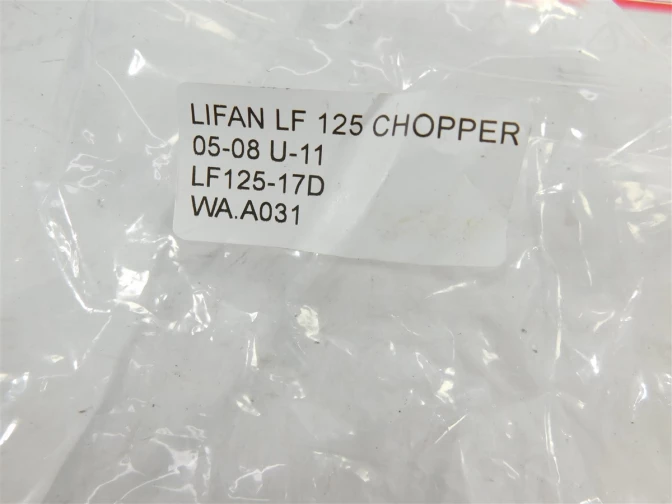 LIFAN LF 125 CHOPPER
05-08 U-11
LF125-17D
WA.A031